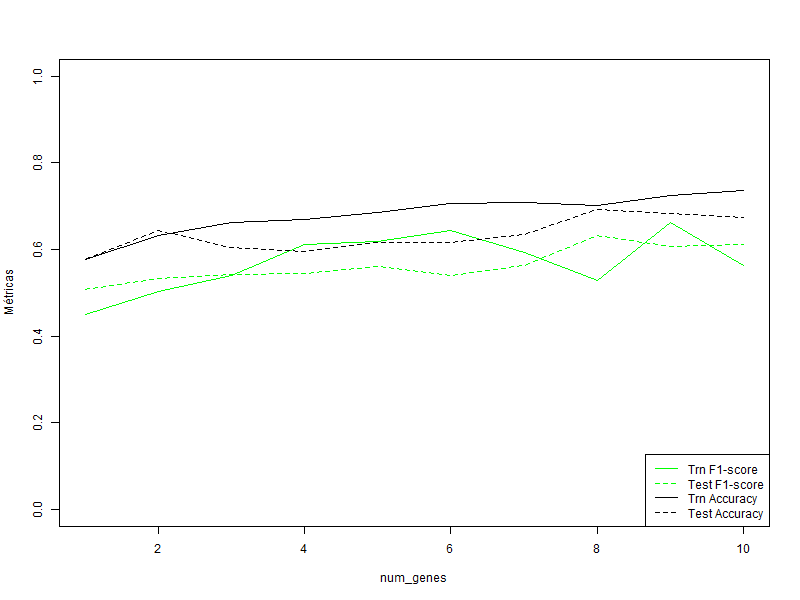 Métricas
1.0
0.8
0.6
0.4
0.2
0.0
2 4 6 8 10
num_genes
Trn F1-score
Test F1-score
Trn Accuracy
Test Accuracy